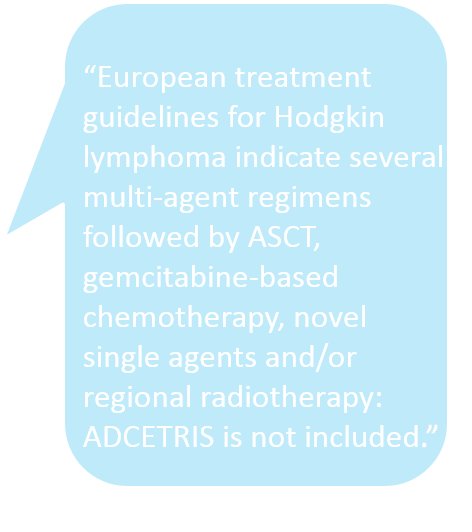 “European treatment
guidelines for Hodgkin
lymphoma indicate several
multi-agent regimens
followed by ASCT,
gemcitabine-based
chemotherapy, novel
single agents and/or
regional radiotherapy:
ADCETRIS is not included.”